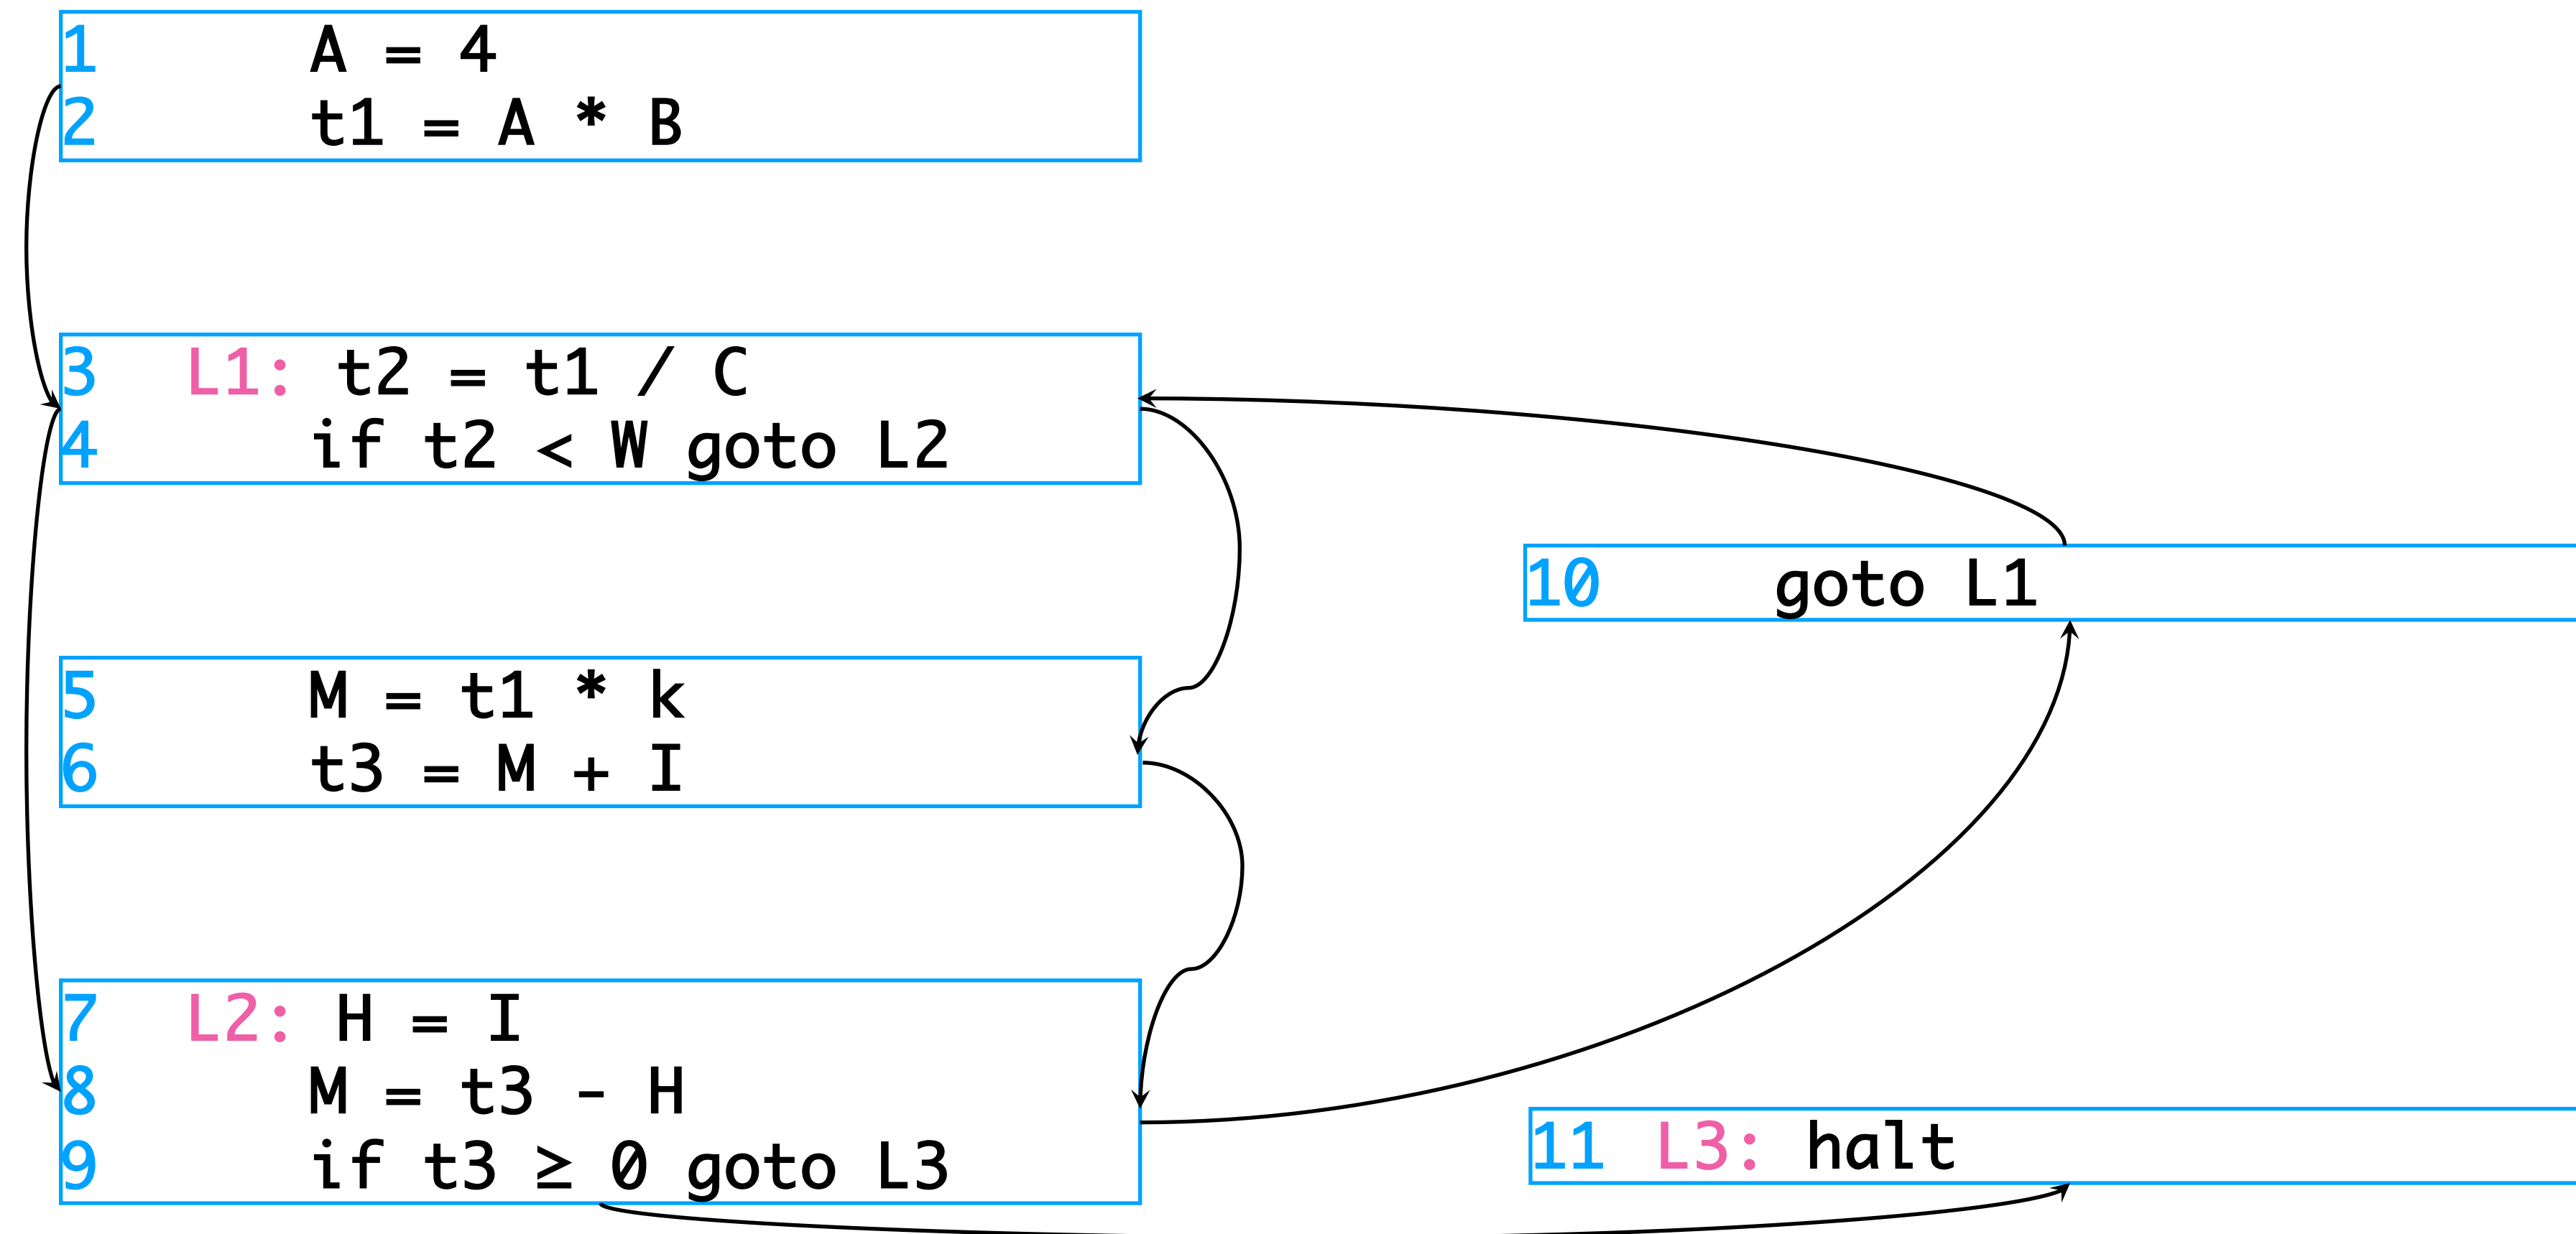 1 A = 4
2 t1 = A * B
3 L1: t2 = t1 / C
4 if t2 < W goto L2
5 M = t1 * k
6 t3 = M + I
7 L2: H = I
8 M = t3 - H
9 if t3 ≥ 0 goto L3
10 goto L1
11 L3: halt